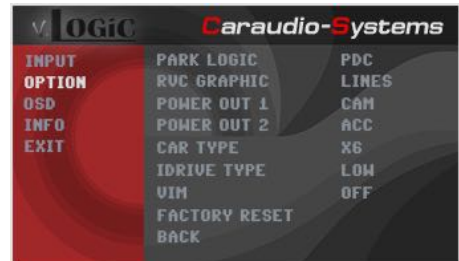 v.LOGiC Caraudio-Systems
INPUT PARK LOGIC PDC
OPTION RVC GRAPHIC LINES
OSD POWER OUT 1 CAM
INFO POWER OUT 2 ACC
EXIT CAR TYPE X6
IDRIVE TYPE LOW
VIM OFF
FACTORY RESET
BACK